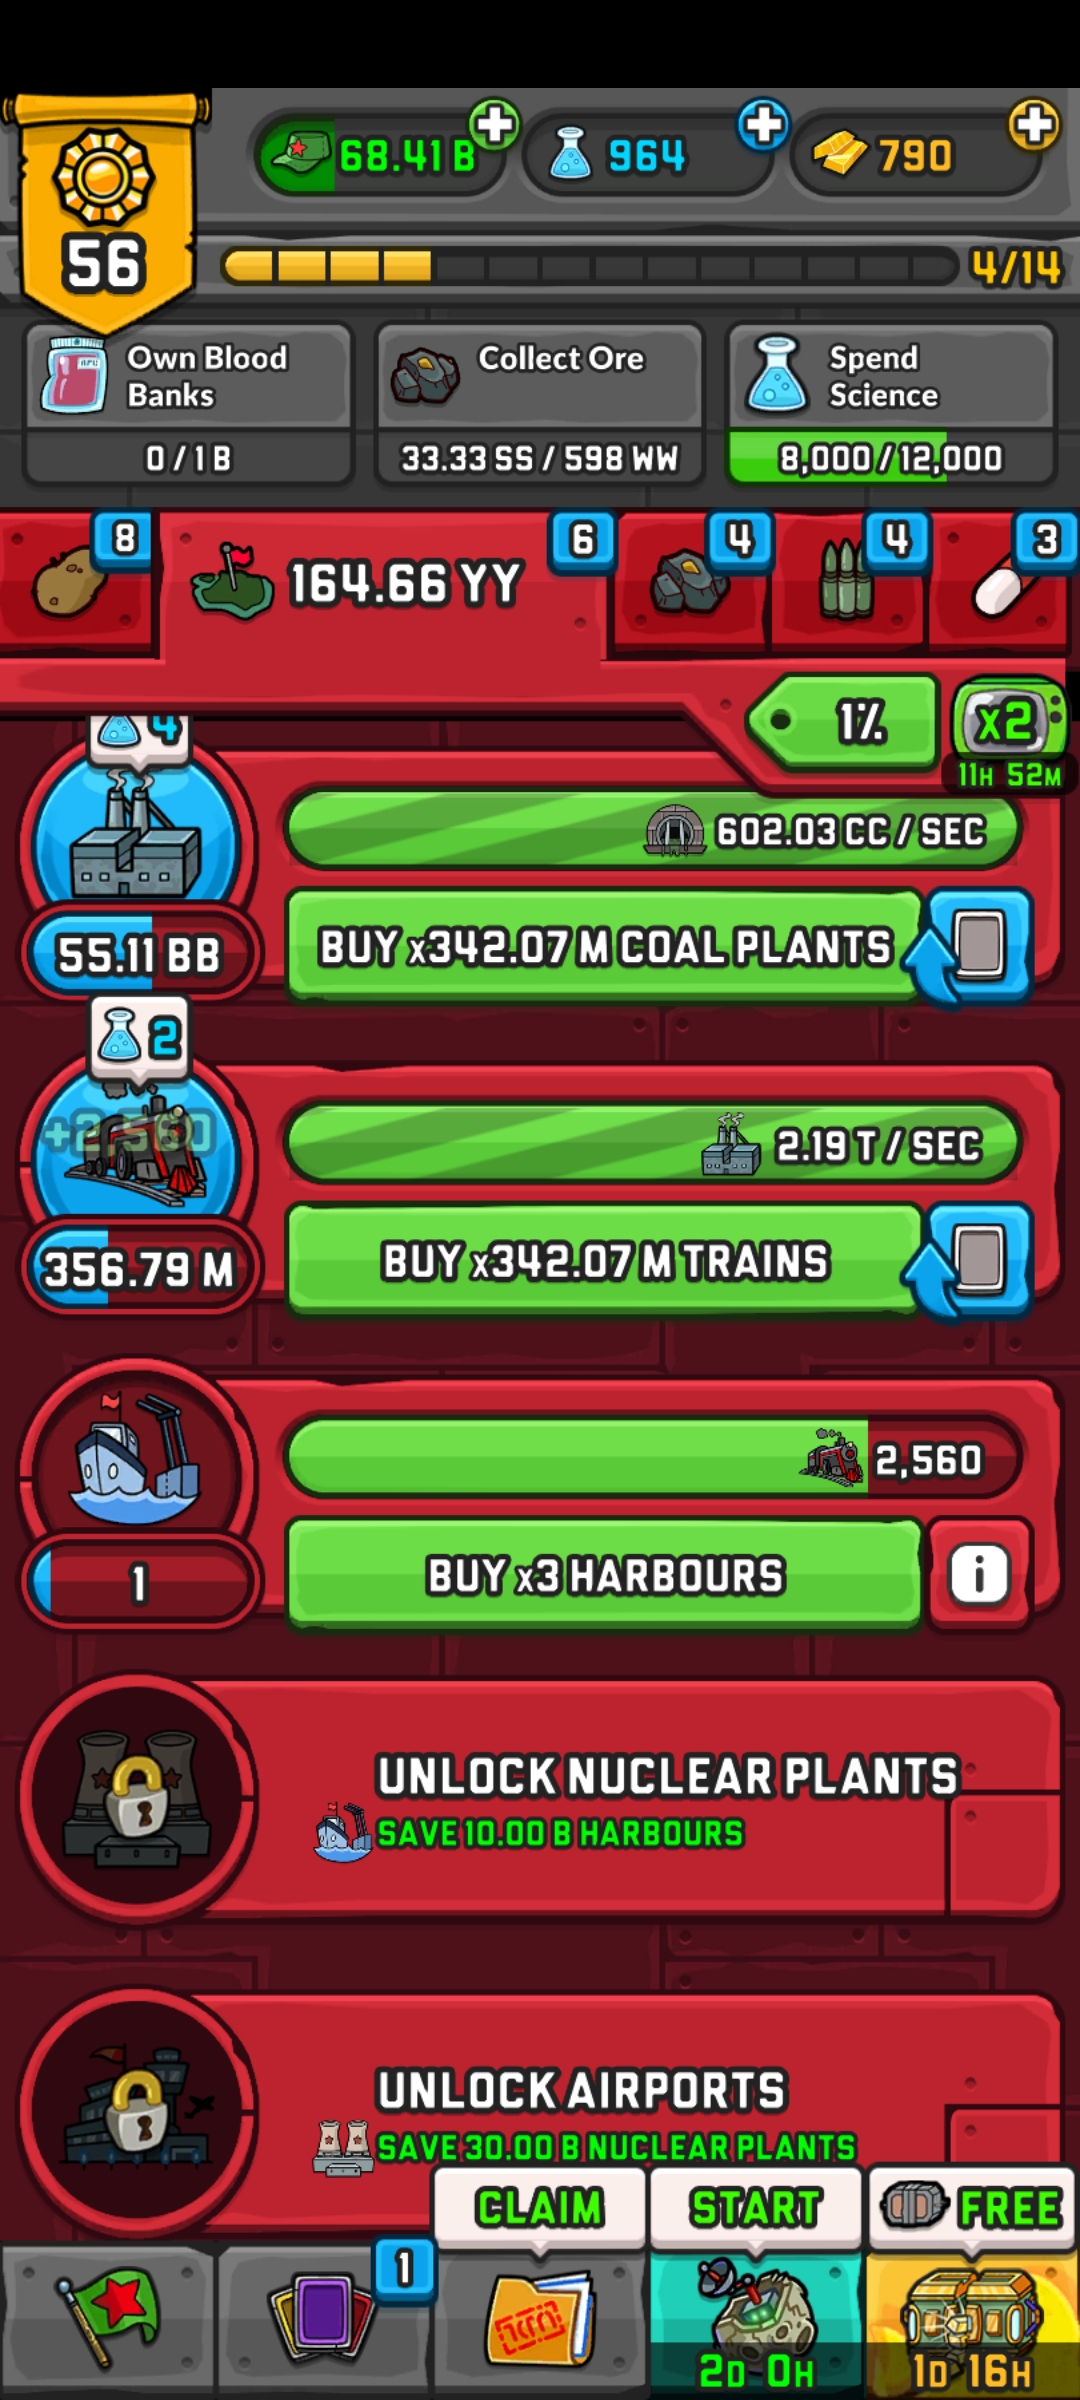 68.41 B
964
790
56
4/14
Own Blood
Banks
0 / 1 B
Collect Ore
33.33 SS / 598 WW
Spend
Science
8,000 / 12,000
8
164.66 YY
6
4
4
3
1%
x2
11H 52M
4
602.03 CC / SEC
55.11 BB
BUY x342.07 M COAL PLANTS
2
+2,560
2.19 T / SEC
356.79 M
BUY x342.07 M TRAINS
2,560
1
BUY x3 HARBOURS
i
UNLOCK NUCLEAR PLANTS
SAVE 10.00 B HARBOURS
UNLOCK AIRPORTS
SAVE 30.00 B NUCLEAR PLANTS
CLAIM
START
FREE
1
2D 0H
1D 16H